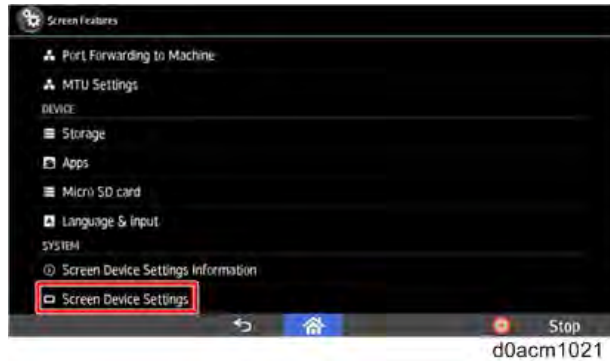 Screen Features
Port Forwarding to Machine
MTU Settings
DEVICE
Storage
Apps
Micro SD card
Language & input
SYSTEM
Screen Device Settings Information
Screen Device Settings
Stop
d0acm1021